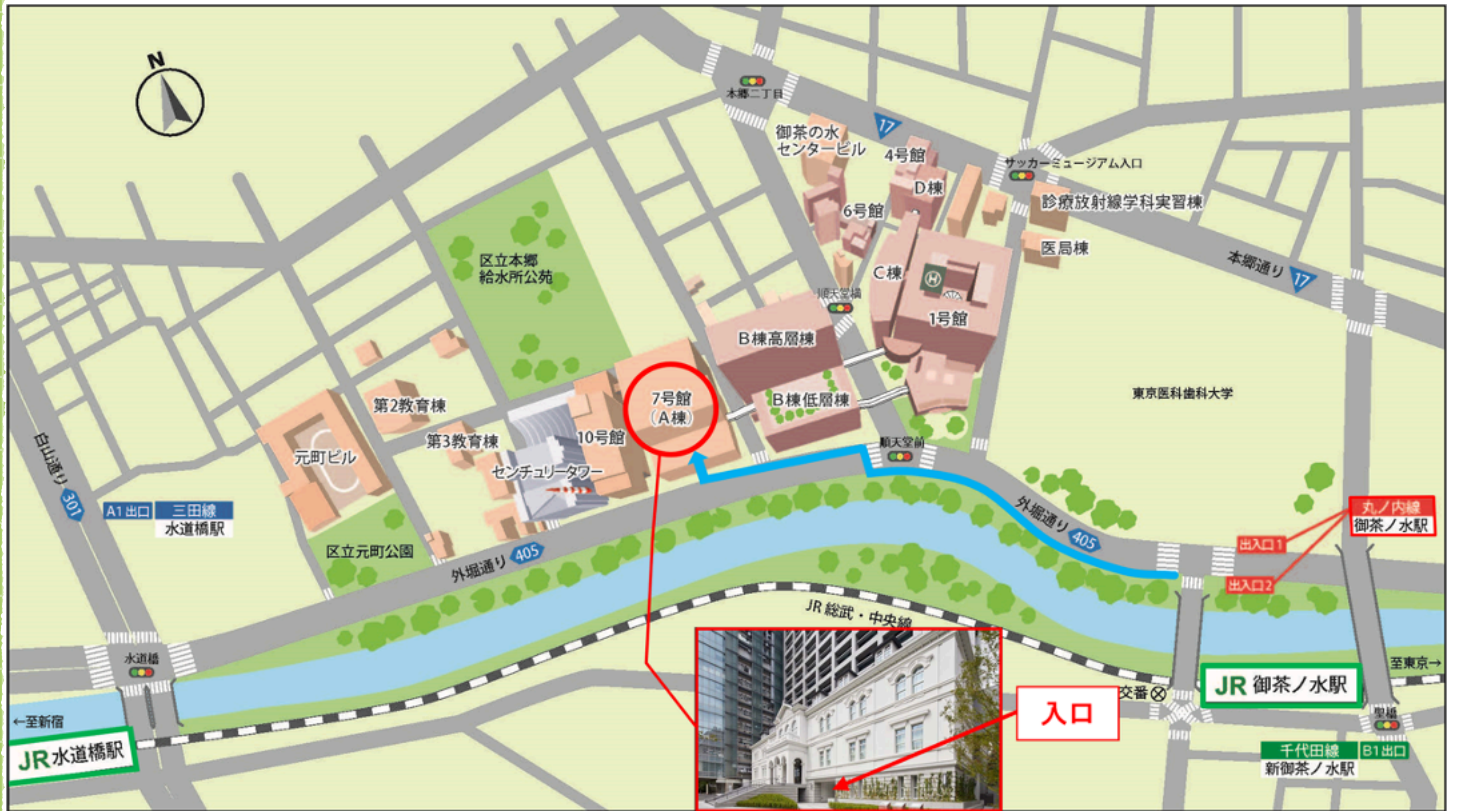 N
本郷二丁目
17
御茶の水
センタービル
4号館
サッカーミュージアム入口
D棟
診療放射線学科実習棟
6号館
医局棟
区立本郷
給水所公苑
C棟
H
本郷通り 17
順天堂横
1号館
B棟高層棟
東京医科歯科大学
7号館
(A棟)
B棟低層棟
第2教育棟
第3教育棟
10号館
元町ビル
センチュリータワー
順天堂前
白山通り 301
A1出口 三田線
水道橋駅
外堀通り 405
丸ノ内線
御茶ノ水駅
出入口1
出入口2
区立元町公園
外堀通り 405
JR 総武・中央線
水道橋
至東京→
JR 御茶ノ水駅
交番
入口
←至新宿
聖橋
JR 水道橋駅
千代田線 B1出口
新御茶ノ水駅